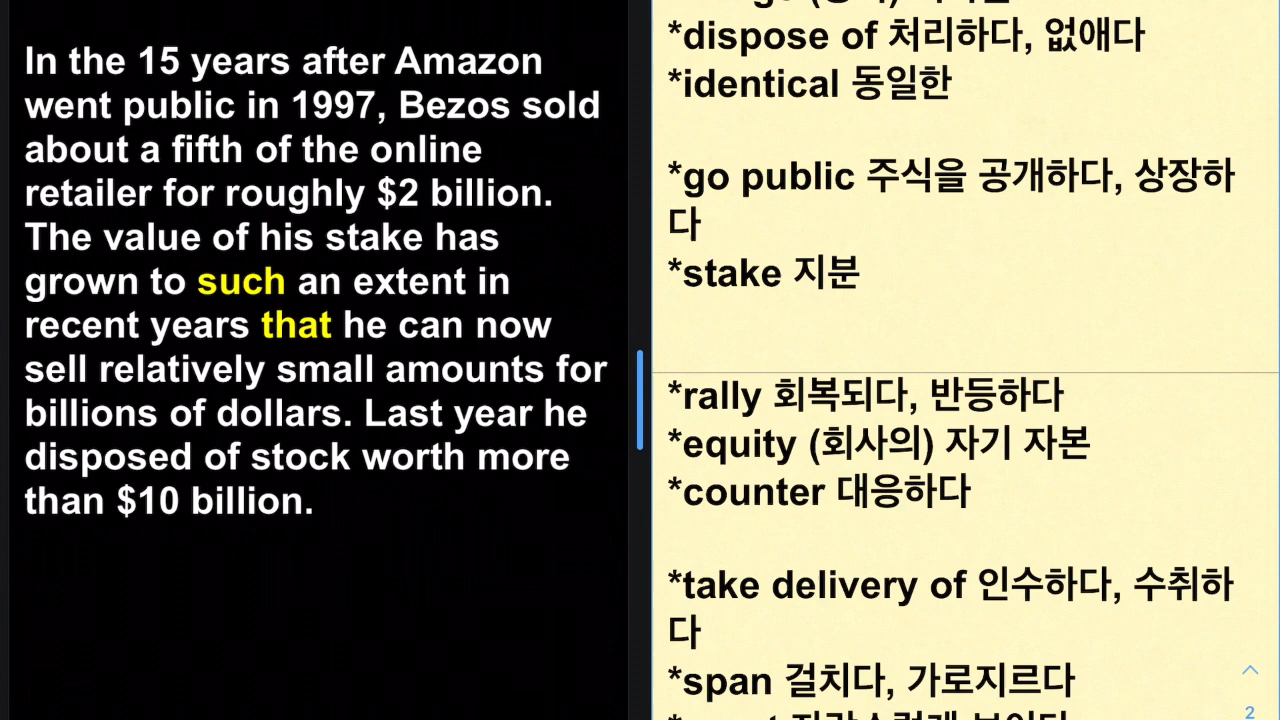 In the 15 years after Amazon
went public in 1997, Bezos sold
about a fifth of the online
retailer for roughly $2 billion.
The value of his stake has
grown to such an extent in
recent years that he can now
sell relatively small amounts for
billions of dollars. Last year he
disposed of stock worth more
than $10 billion.
*dispose of 처리하다, 없애다
*identical 동일한
*go public 주식을 공개하다, 상장하
다
*stake 지분
*rally 회복되다, 반등하다
*equity (회사의) 자기 자본
*counter 대응하다
*take delivery of 인수하다, 수취하
다
*span 걸치다, 가로지르다
2